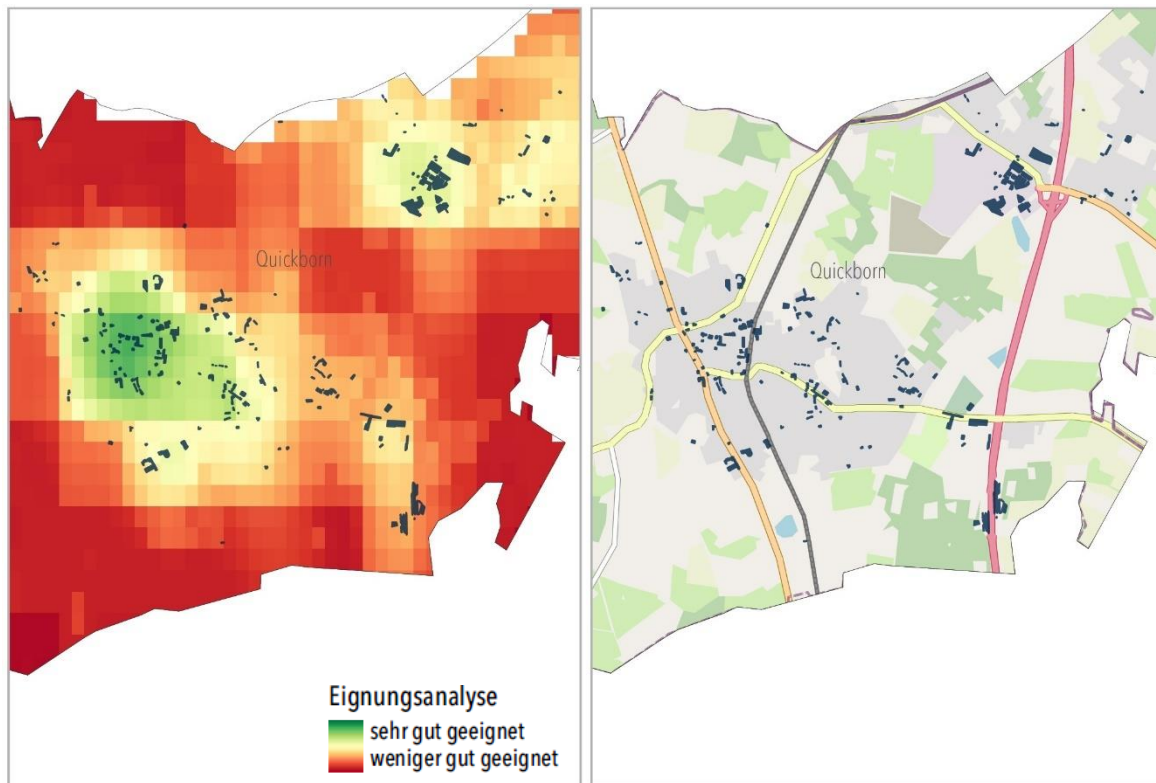 Quickborn
Eignungsanalyse
sehr gut geeignet
weniger gut geeignet
Quickborn